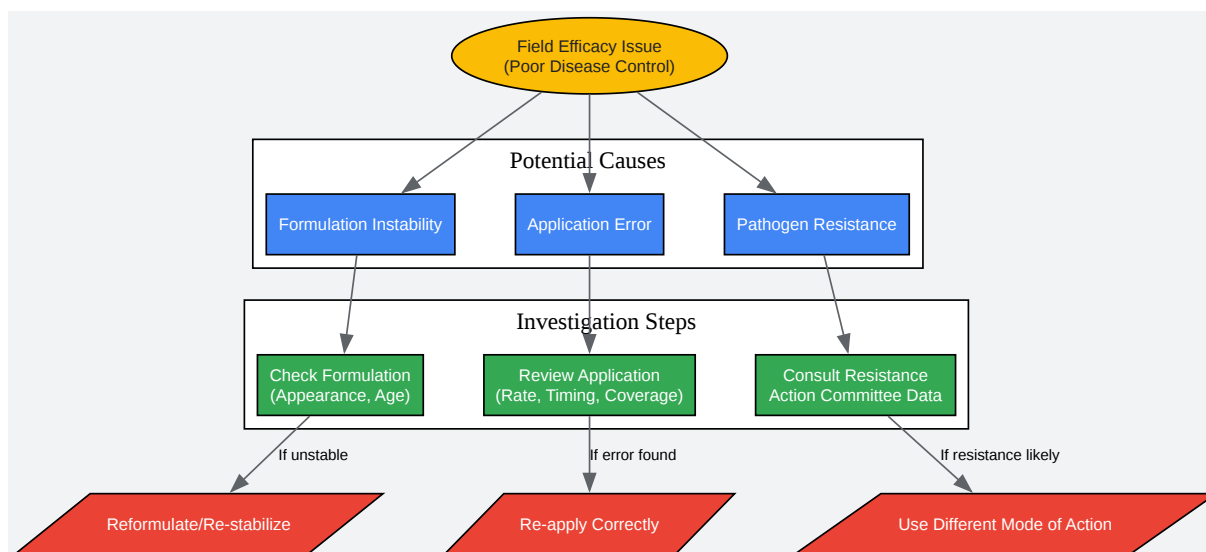 Field Efficacy Issue
(Poor Disease Control)
Potential Causes
Formulation Instability
Application Error
Pathogen Resistance
Investigation Steps
Check Formulation
(Appearance, Age)
Review Application
(Rate, Timing, Coverage)
Consult Resistance
Action Committee Data
If unstable
If error found
If resistance likely
Reformulate/Re-stabilize
Re-apply Correctly
Use Different Mode of Action